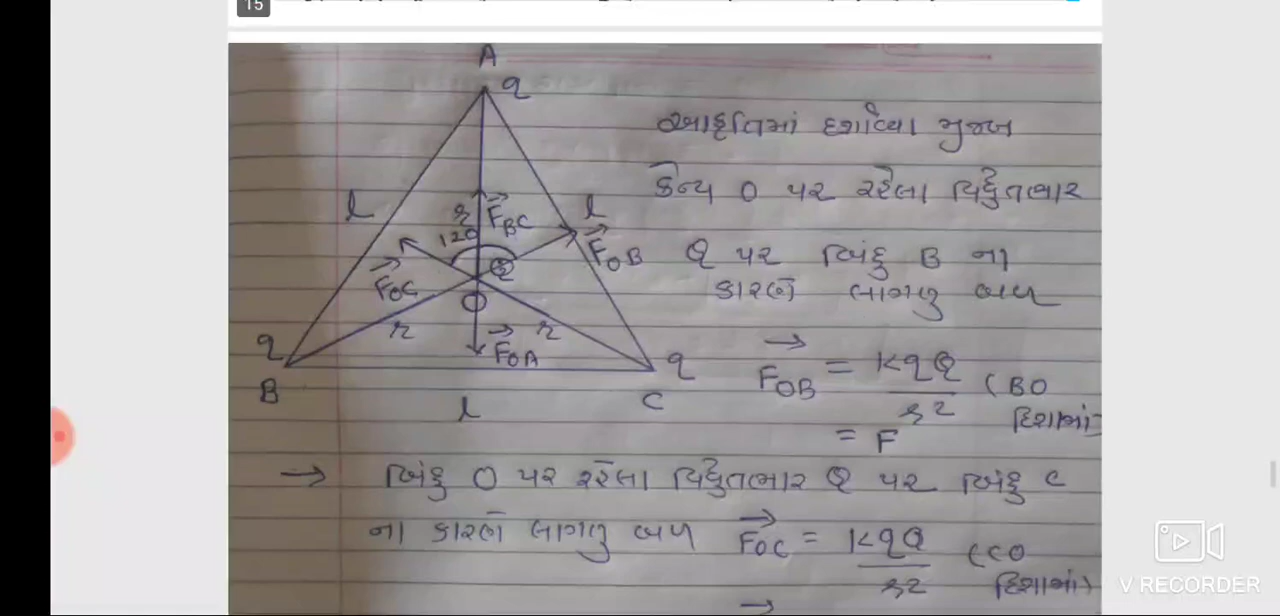 15
A
q
આકૃતિમાં દર્શાવ્યા મુજબ
કેન્દ્ર O પર રહેલા વિદ્યુતભાર
l
r
F⃗BC
l
120
F⃗OB
Q પર બિંદુ B ના
કારણે લાગતુ બળ
F⃗OC
Q
O
r
r
F⃗OA
q
B
q
C
l
F⃗OB = KqQ / r2 (BO દિશામાં)
= F
→ બિંદુ O પર રહેલા વિદ્યુતભાર Q પર બિંદુ C
ના કારણે લાગતુ બળ F⃗OC = KqQ / r2 (CO દિશામાં)
V RECORDER